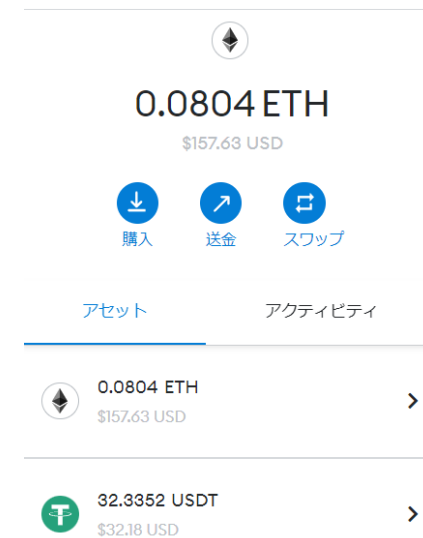 0.0804 ETH
$157.63 USD
購入 送金 スワップ
アセット アクティビティ
0.0804 ETH
$157.63 USD
32.3352 USDT
$32.18 USD